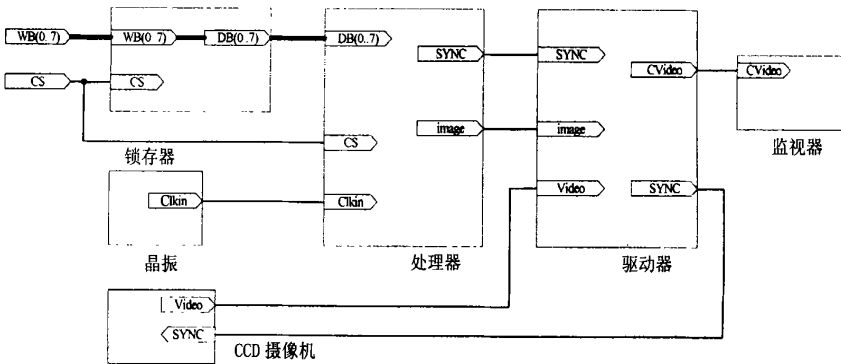 WB(0..7)
WB(0 7)
DB(0..7)
DB(0..7)
SYNC
SYNC
CS
CS
CVideo
CVideo
image
image
锁存器
CS
监视器
Clkin
Clkin
Video
SYNC
晶振
处理器
驱动器
Video
SYNC
CCD 摄像机